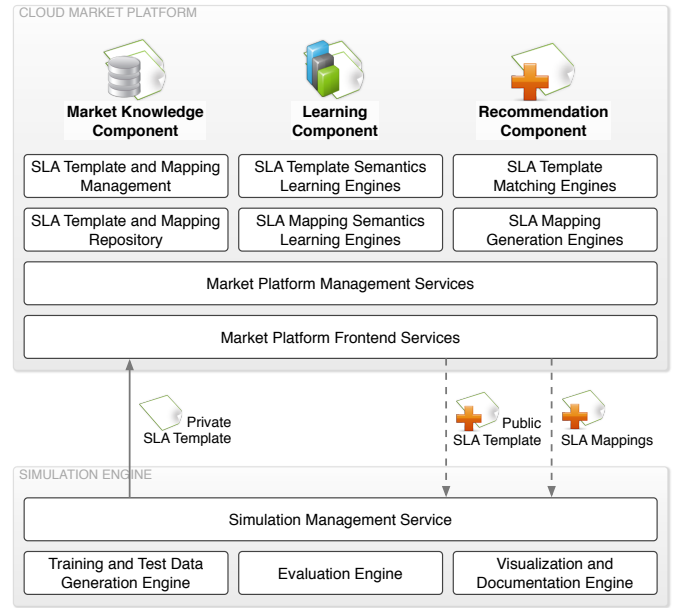 CLOUD MARKET PLATFORM
Market Knowledge
Component
Learning
Component
Recommendation
Component
SLA Template and Mapping
Management
SLA Template Semantics
Learning Engines
SLA Template
Matching Engines
SLA Template and Mapping
Repository
SLA Mapping Semantics
Learning Engines
SLA Mapping
Generation Engines
Market Platform Management Services
Market Platform Frontend Services
Private
SLA Template
Public
SLA Template
SLA Mappings
SIMULATION ENGINE
Simulation Management Service
Training and Test Data
Generation Engine
Evaluation Engine
Visualization and
Documentation Engine